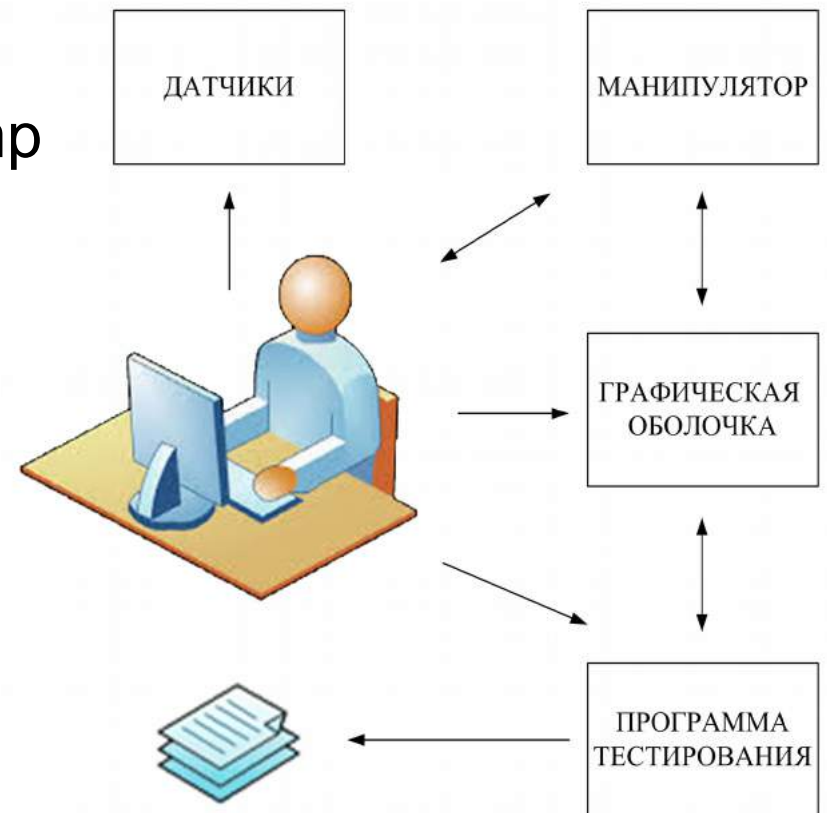 ДАТЧИКИ
МАНИПУЛЯТОР
ГРАФИЧЕСКАЯ
ОБОЛОЧКА
ПРОГРАММА
ТЕСТИРОВАНИЯ